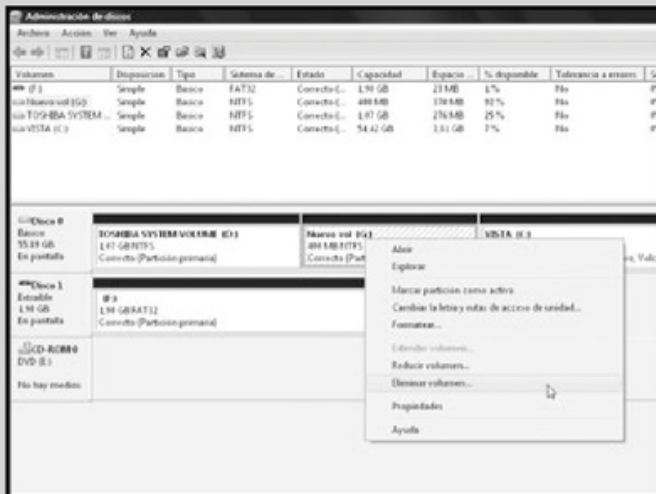 Administración de discos
Archivo Acción Ver Ayuda
Volumen Disposición Tipo Sistema de ... Estado Capacidad Espacio ... % disponible Tolerancia a errores
(F:) Simple Básico FAT32 Correcto (... 1,90 GB 23 MB 1% No
Nuevo vol (G:) Simple Básico NTFS Correcto (... 400 MB 370 MB 92 % No
TOSHIBA SYSTEM ... Simple Básico NTFS Correcto (... 1,07 GB 276 MB 25 % No
VISTA (C:) Simple Básico NTFS Correcto (... 54,42 GB 7 % No
Disco 0
Básico
55,89 GB
En pantalla
TOSHIBA SYSTEM VOLUME (D:)
1,07 GB NTFS
Correcto (Partición primaria)
Nuevo vol (G:)
400 MB NTFS
Correcto (Part
VISTA (C:)
Abrir
Explorar
Marcar partición como activa
Cambiar la letra y rutas de acceso de unidad...
Formatear...
Extender volumen...
Reducir volumen...
Eliminar volumen...
Propiedades
Ayuda
Disco 1
Extraíble
1,90 GB
En pantalla
(F:)
1,90 GB FAT32
Correcto (Partición primaria)
CD-ROM 0
DVD (E:)
No hay medios